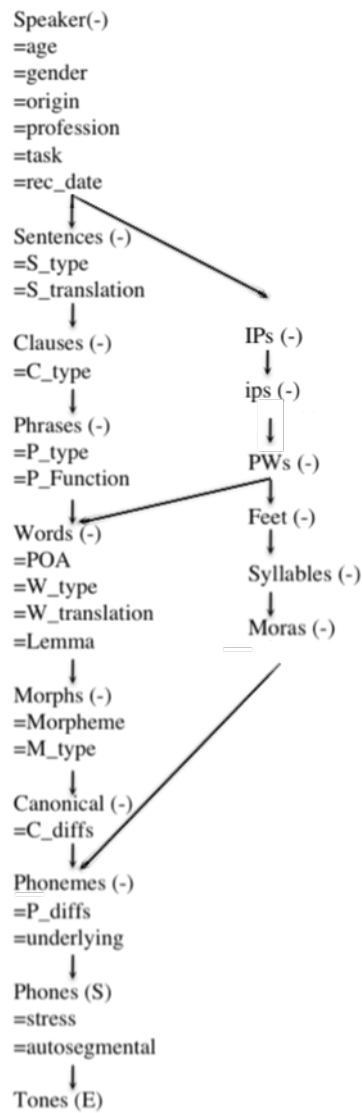 Speaker(-)
=age
=gender
=origin
=profession
=task
=rec_date
Sentences (-)
=S_type
=S_translation
Clauses (-)
=C_type
Phrases (-)
=P_type
=P_Function
Words (-)
=POA
=W_type
=W_translation
=Lemma
Morphs (-)
=Morpheme
=M_type
Canonical (-)
=C_diffs
Phonemes (-)
=P_diffs
=underlying
Phones (S)
=stress
=autosegmental
Tones (E)
IPs (-)
ips (-)
PWs (-)
Feet (-)
Syllables (-)
Moras (-)